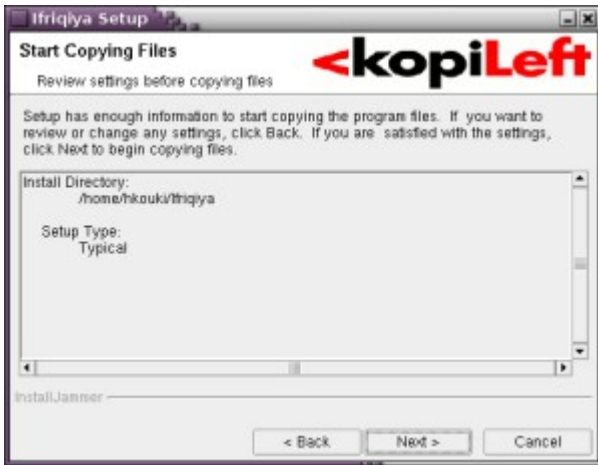 Ifriqiya Setup
Start Copying Files
<kopiLeft
Review settings before copying files
Setup has enough information to start copying the program files. If you want to
review or change any settings, click Back. If you are satisfied with the settings,
click Next to begin copying files.
Install Directory:
/home/hkouki/Ifriqiya
Setup Type:
Typical
InstallJammer
< Back
Next >
Cancel